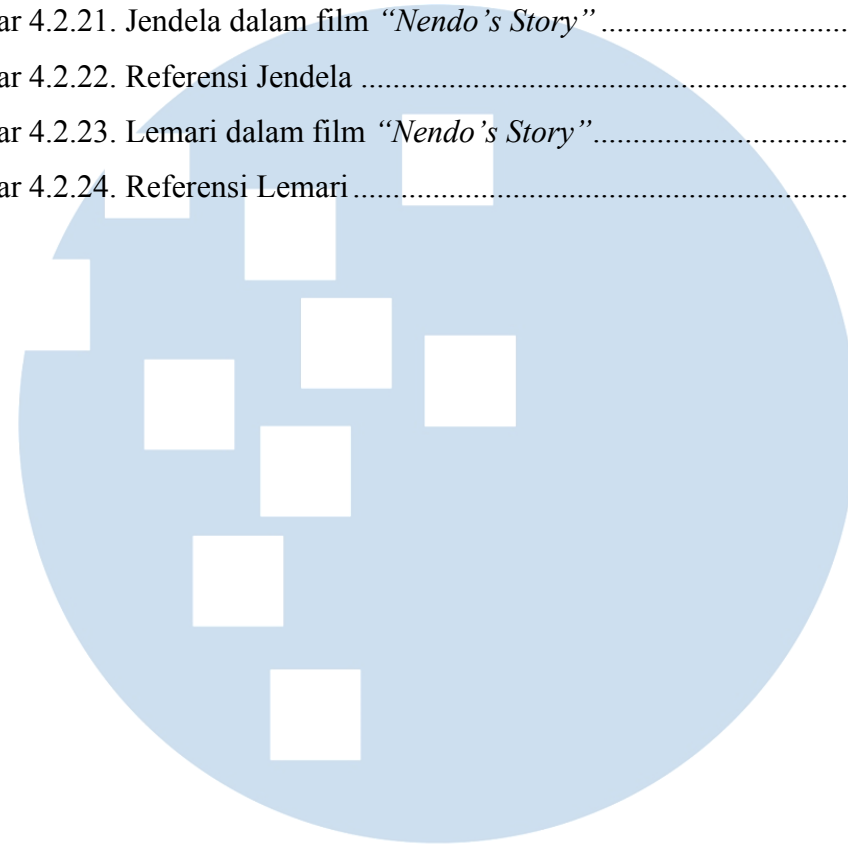 ar 4.2.21. Jendela dalam film “Nendo’s Story” ...................................
ar 4.2.22. Referensi Jendela ......................................................................
ar 4.2.23. Lemari dalam film “Nendo’s Story”....................................
ar 4.2.24. Referensi Lemari.......................................................................